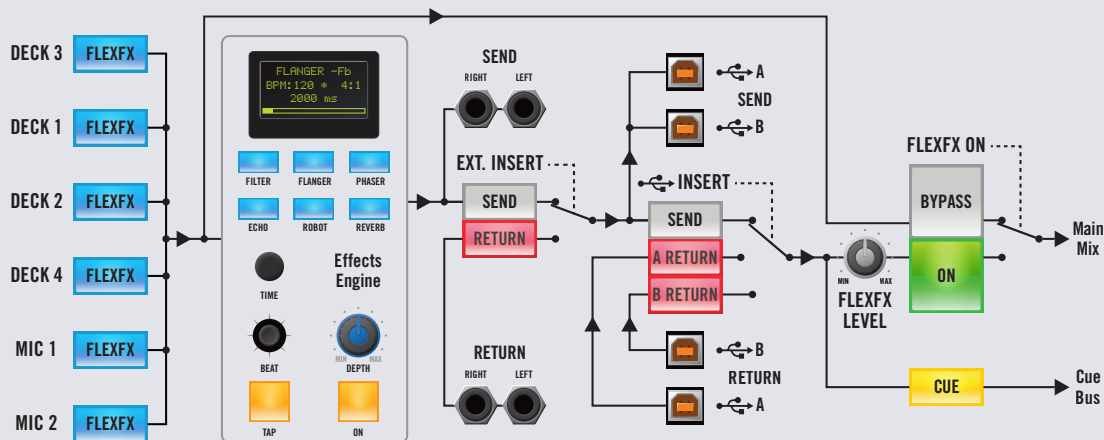 DECK 3
FLEXFX
DECK 1
FLEXFX
DECK 2
FLEXFX
DECK 4
FLEXFX
MIC 1
FLEXFX
MIC 2
FLEXFX
FLANGER -Fb
BPM:120 * 4:1
2000 ms
FILTER FLANGER PHASER
ECHO ROBOT REVERB
TIME
Effects
Engine
BEAT
MIN MAX
DEPTH
TAP
ON
SEND
RIGHT LEFT
EXT. INSERT
SEND
RETURN
RETURN
RIGHT LEFT
A
SEND
B
INSERT
SEND
A RETURN
B RETURN
B
RETURN
A
MIN MAX
FLEXFX
LEVEL
FLEXFX ON
BYPASS
ON
CUE
Main
Mix
Cue
Bus